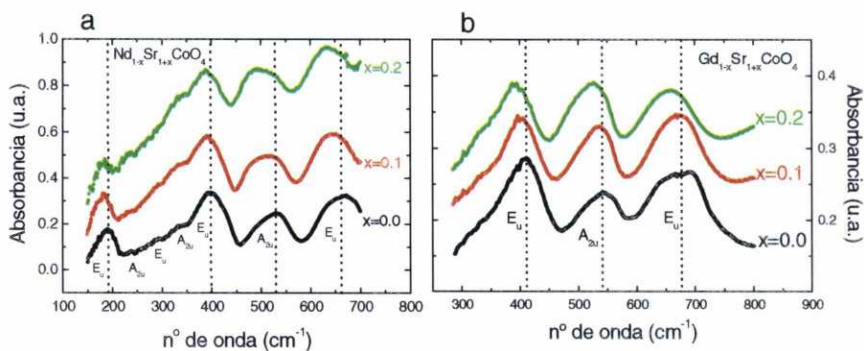 a
Nd1-xSr1+xCoO4
Absorbancia (u.a.)
1.0
0.8
0.6
0.4
0.2
0.0
x=0.2
x=0.1
x=0.0
Eu
A2u
Eu
A2u
Eu
A2u
Eu
100 200 300 400 500 600 700 800
nº de onda (cm-1)
b
Gd1-xSr1+xCoO4
x=0.2
x=0.1
x=0.0
Eu
A2u
Eu
0.4
0.3
0.2
Absorbancia (u.a.)
300 400 500 600 700 800 900
nº de onda (cm-1)